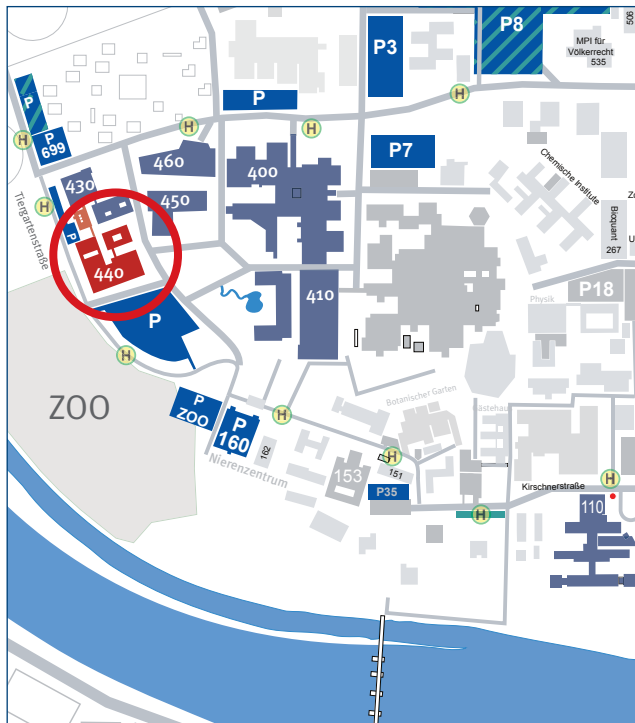 P3
P8
506
MPI für
Völkerrecht
535
P
P
699
P
H
H
H
H
460
400
P7
430
450
H
Chemische Institute
Bioquant
267
Tiergartenstraße
P
440
P
410
P18
Physik
H
ZOO
P
ZOO
P
160
H
162
Nierenzentrum
Botanischer Garten
153
151
H
P35
Kirschnerstraße
H
H
110